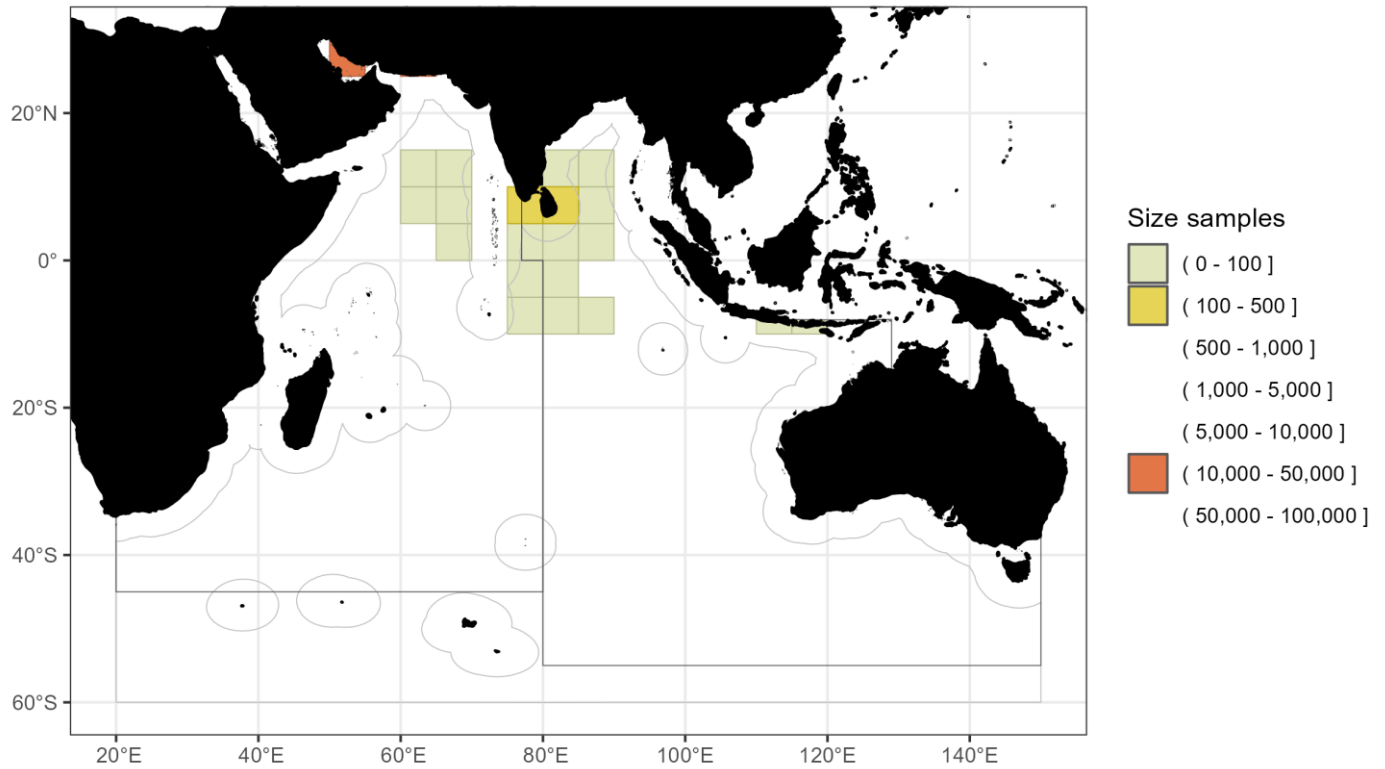 20°N
0°
20°S
40°S
60°S
20°E 40°E 60°E 80°E 100°E 120°E 140°E
Size samples
( 0 - 100 ]
( 100 - 500 ]
( 500 - 1,000 ]
( 1,000 - 5,000 ]
( 5,000 - 10,000 ]
( 10,000 - 50,000 ]
( 50,000 - 100,000 ]